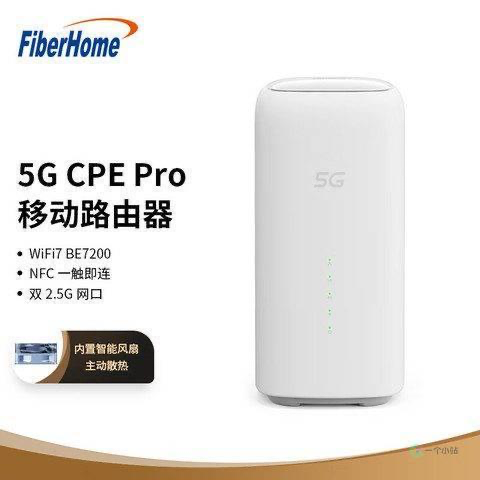 FiberHome
5G CPE Pro
移动路由器
WiFi7 BE7200
NFC 一触即连
双 2.5G 网口
内置智能风扇
主动散热
5G
一个小站